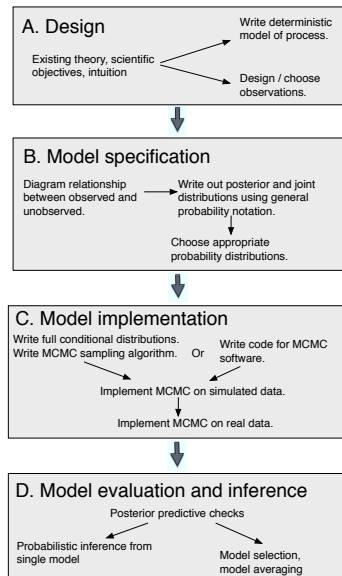 A. Design
Write deterministic
model of process.
Existing theory, scientific
objectives, intuition
Design / choose
observations.
B. Model specification
Diagram relationship
between observed and
unobserved.
Write out posterior and joint
distributions using general
probability notation.
Choose appropriate
probability distributions.
C. Model implementation
Write full conditional distributions.
Write MCMC sampling algorithm.
Or
Write code for MCMC
software.
Implement MCMC on simulated data.
Implement MCMC on real data.
D. Model evaluation and inference
Posterior predictive checks
Probabilistic inference from
single model
Model selection,
model averaging